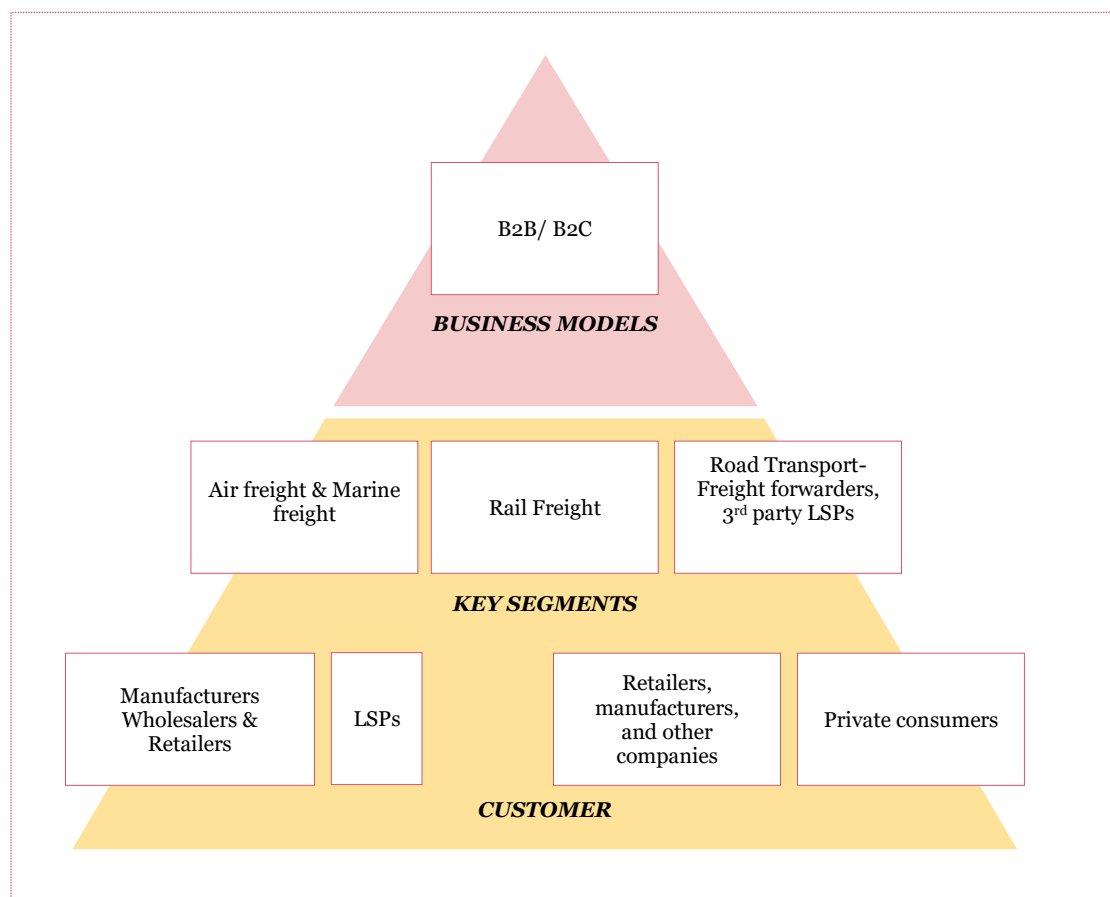 B2B/ B2C
BUSINESS MODELS
Air freight & Marine
freight
Rail Freight
Road Transport-
Freight forwarders,
3rd party LSPs
KEY SEGMENTS
Manufacturers
Wholesalers &
Retailers
LSPs
Retailers,
manufacturers,
and other
companies
Private consumers
CUSTOMER